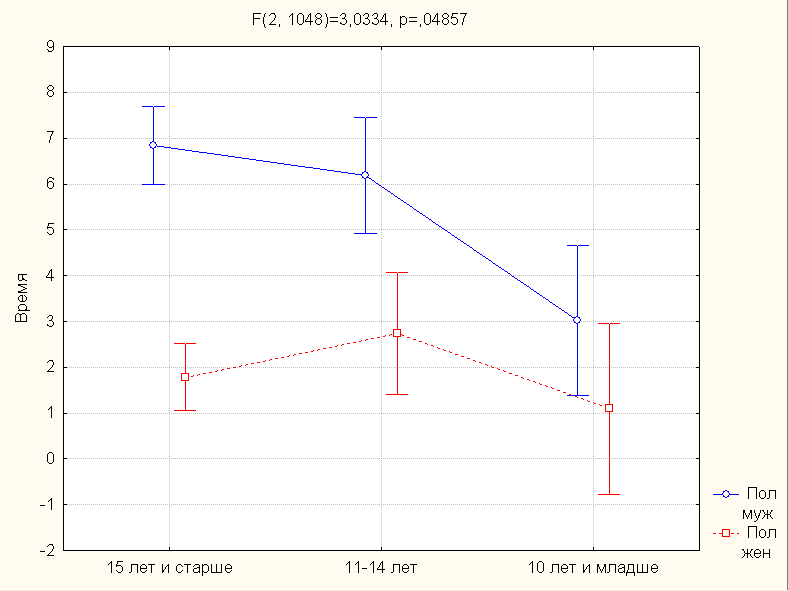 F(2, 1048)=3,0334, p=,04857
9
8
7
6
5
4
3
2
1
0
-1
-2
Время
15 лет и старше
11-14 лет
10 лет и младше
Пол
муж
Пол
жен